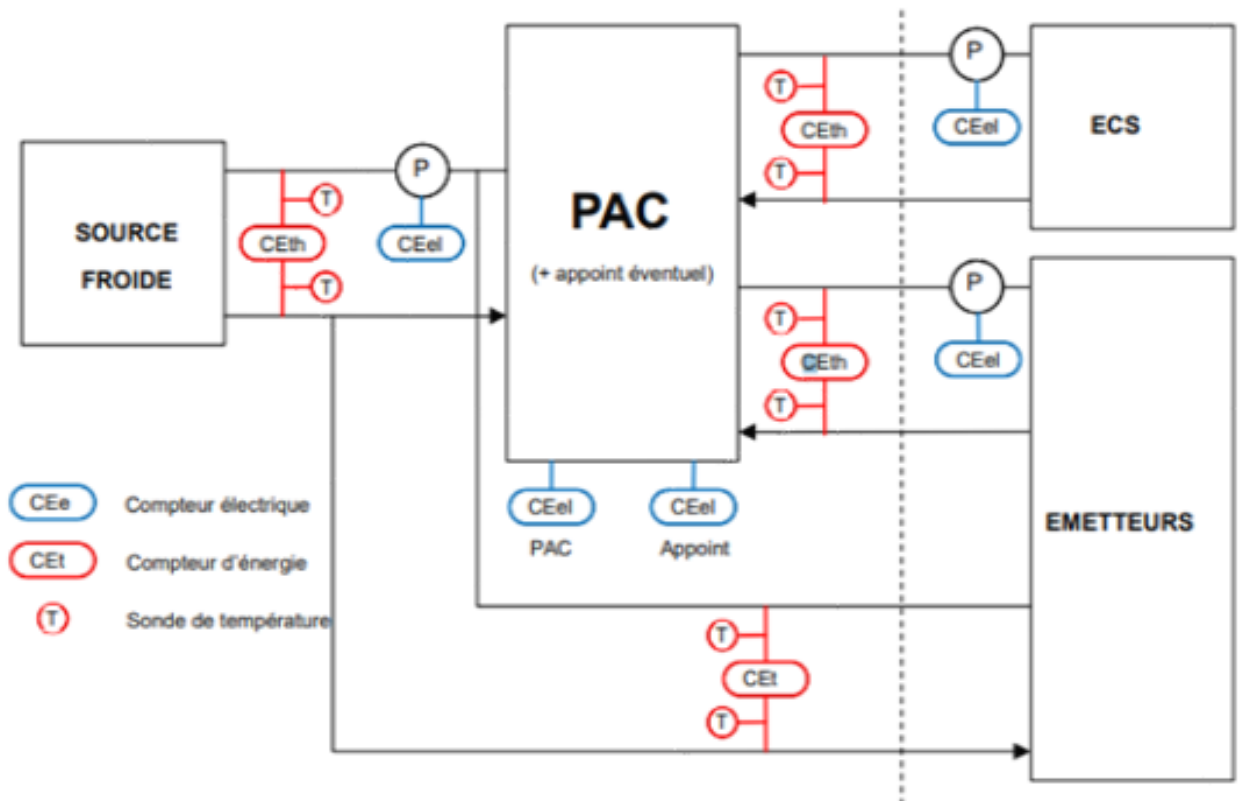 P
T
CEth
CEel
T
ECS
SOURCE
FROIDE
T
CEth
T
P
CEel
PAC
(+ appoint éventuel)
P
T
CEth
CEel
T
CEel
PAC
CEel
Appoint
EMETTEURS
CEe
Compteur électrique
CEt
Compteur d'énergie
T
Sonde de température
T
CEt
T